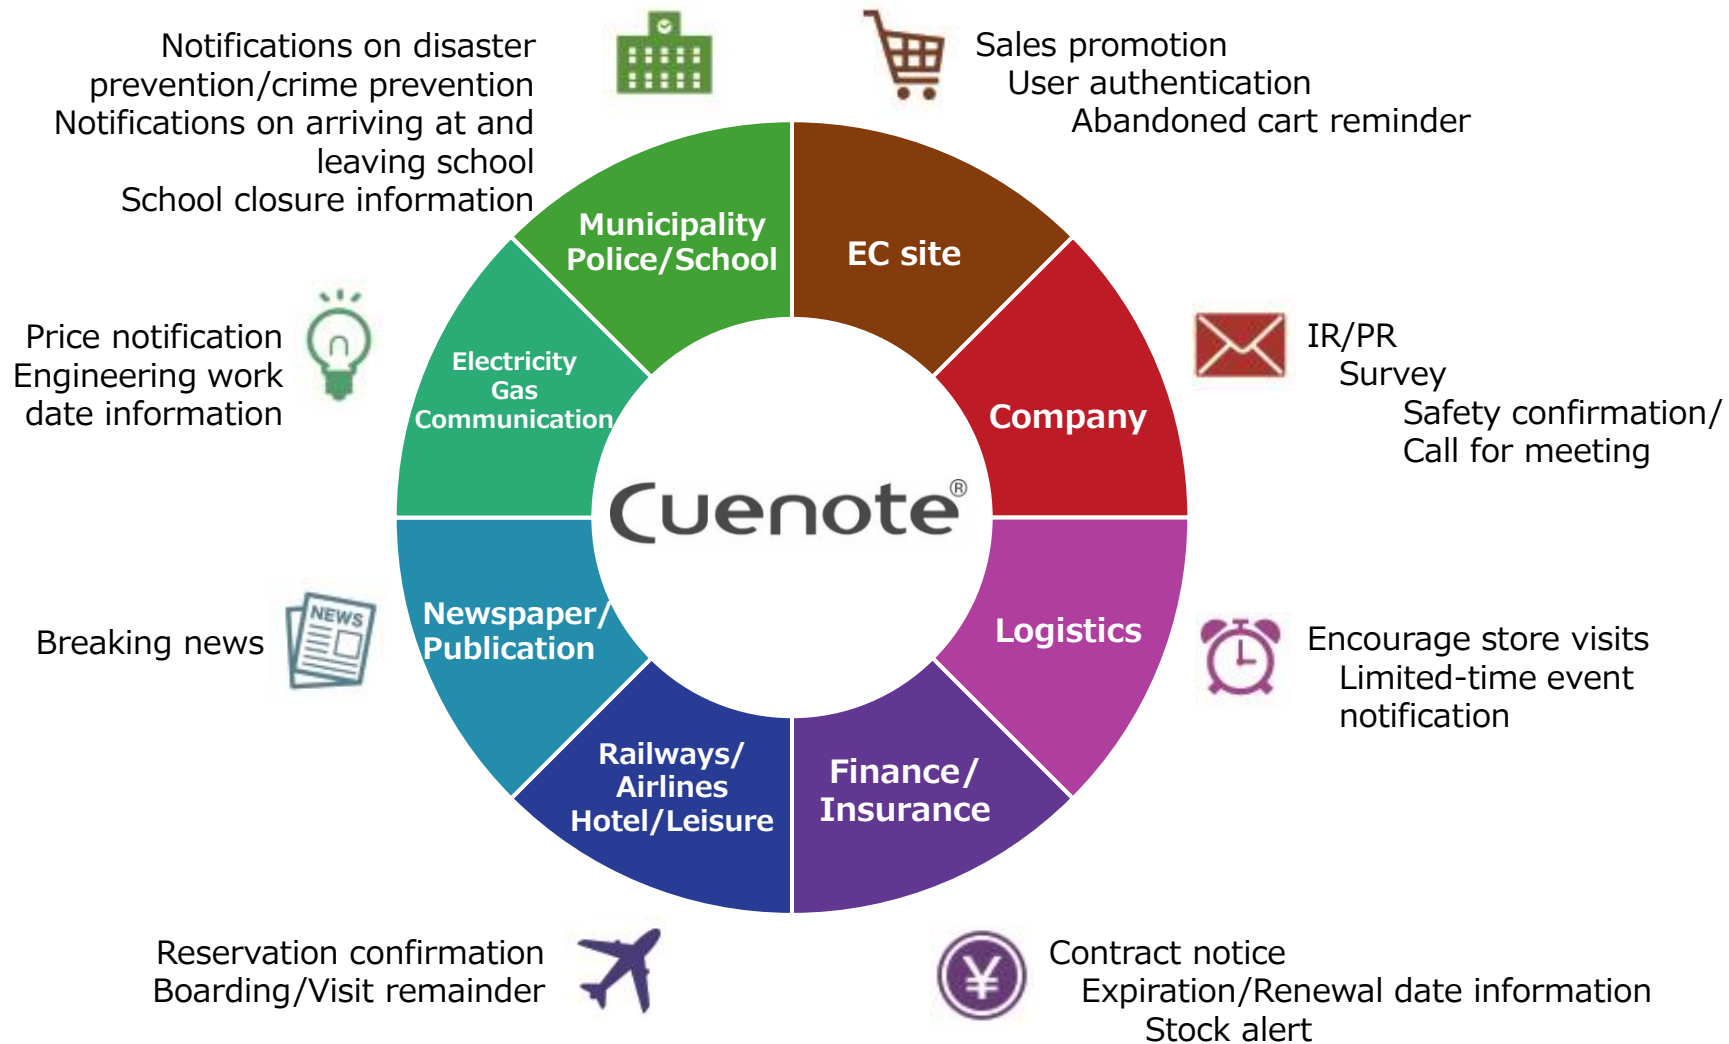 Notifications on disaster
prevention/crime prevention
Notifications on arriving at and
leaving school
School closure information
Sales promotion
User authentication
Abandoned cart reminder
Municipality
Police/School
EC site
Price notification
Engineering work
date information
Electricity
Gas
Communication
Company
IR/PR
Survey
Safety confirmation/
Call for meeting
Cuenote®
Breaking news
NEWS
Newspaper/
Publication
Logistics
Encourage store visits
Limited-time event
notification
Railways/
Airlines
Hotel/Leisure
Finance/
Insurance
Reservation confirmation
Boarding/Visit remainder
¥
Contract notice
Expiration/Renewal date information
Stock alert